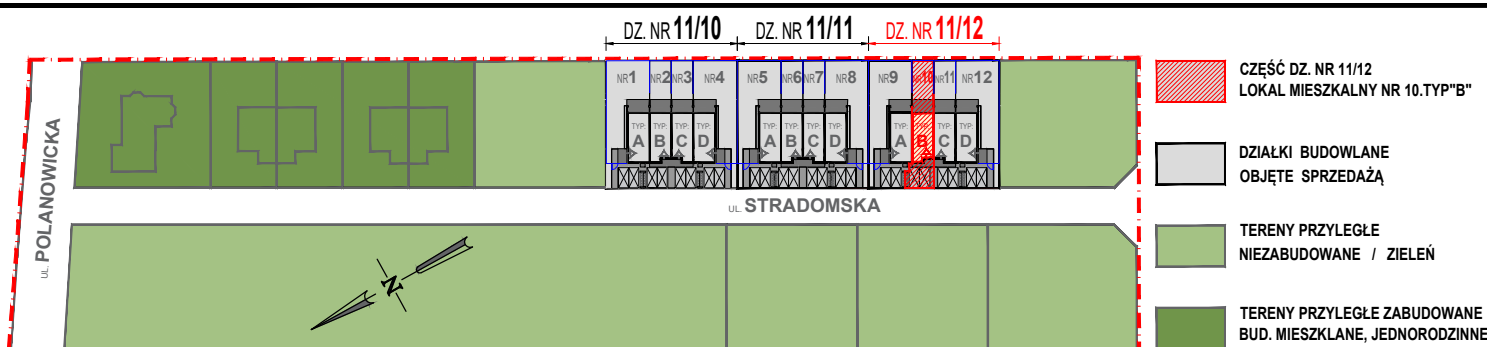 DZ. NR 11/10 DZ. NR 11/11 DZ. NR 11/12
NR1 NR2 NR3 NR4 NR5 NR6 NR7 NR8 NR9 NR10 NR11 NR12
TYP: TYP: TYP: TYP: TYP: TYP: TYP: TYP: TYP: TYP: TYP: TYP:
A B C D A B C D A B C D
UL. POLANOWICKA
UL. STRADOMSKA
N
CZĘŚĆ DZ. NR 11/12
LOKAL MIESZKALNY NR 10.TYP"B"
DZIAŁKI BUDOWLANE
OBJĘTE SPRZEDAŻĄ
TERENY PRZYLEGŁE
NIEZABUDOWANE / ZIELEŃ
TERENY PRZYLEGŁE ZABUDOWANE
BUD. MIESZKLANE, JEDNORODZINNE